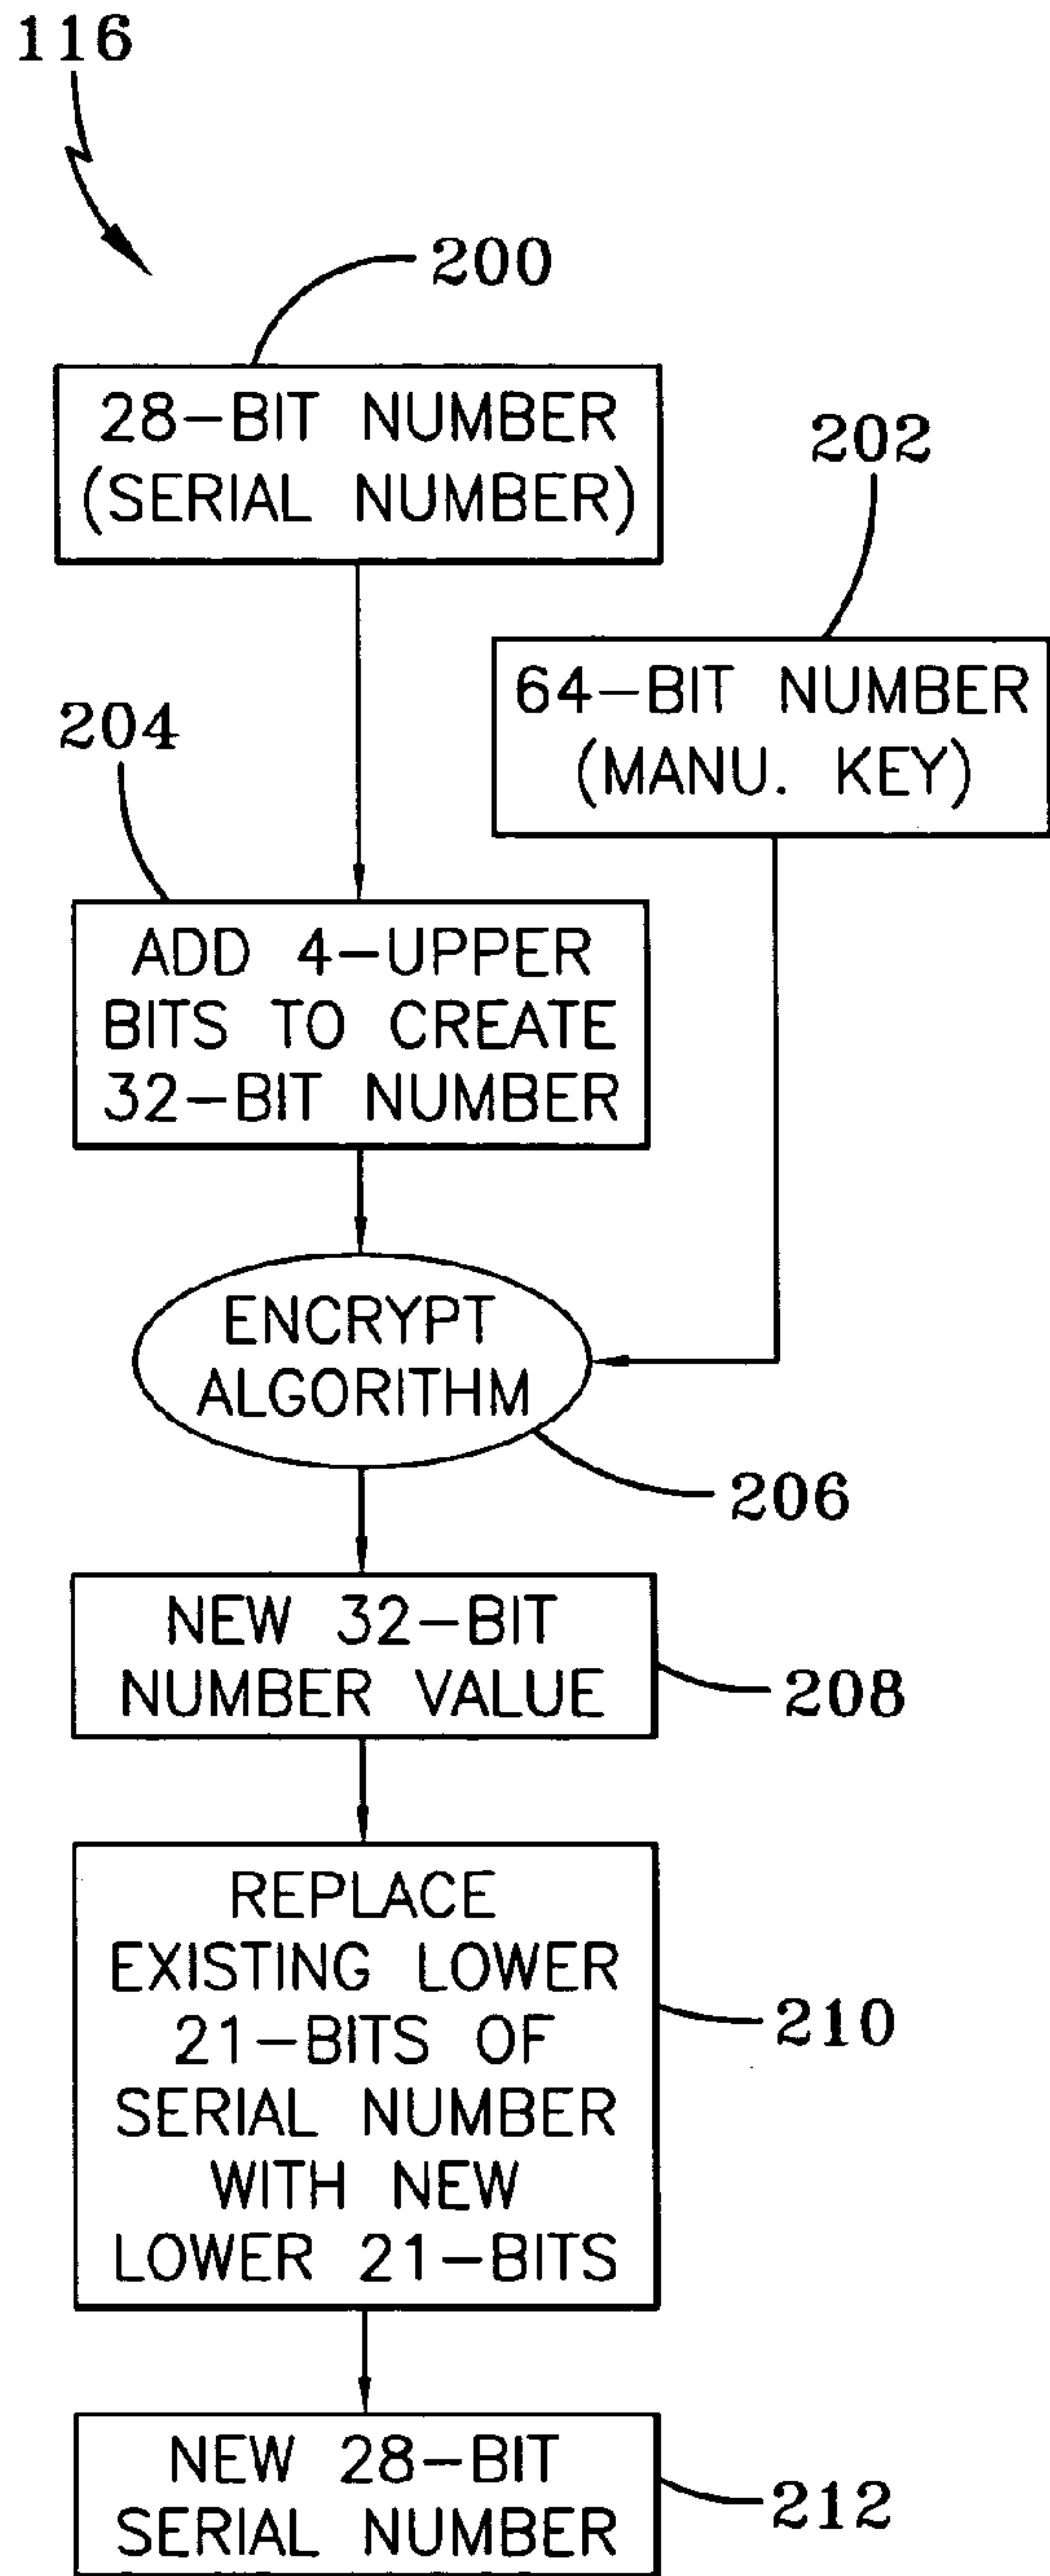 116
200
28-BIT NUMBER
(SERIAL NUMBER)
202
64-BIT NUMBER
(MANU. KEY)
204
ADD 4-UPPER
BITS TO CREATE
32-BIT NUMBER
ENCRYPT
ALGORITHM
206
NEW 32-BIT
NUMBER VALUE
208
REPLACE
EXISTING LOWER
21-BITS OF
SERIAL NUMBER
WITH NEW
LOWER 21-BITS
210
NEW 28-BIT
SERIAL NUMBER
212